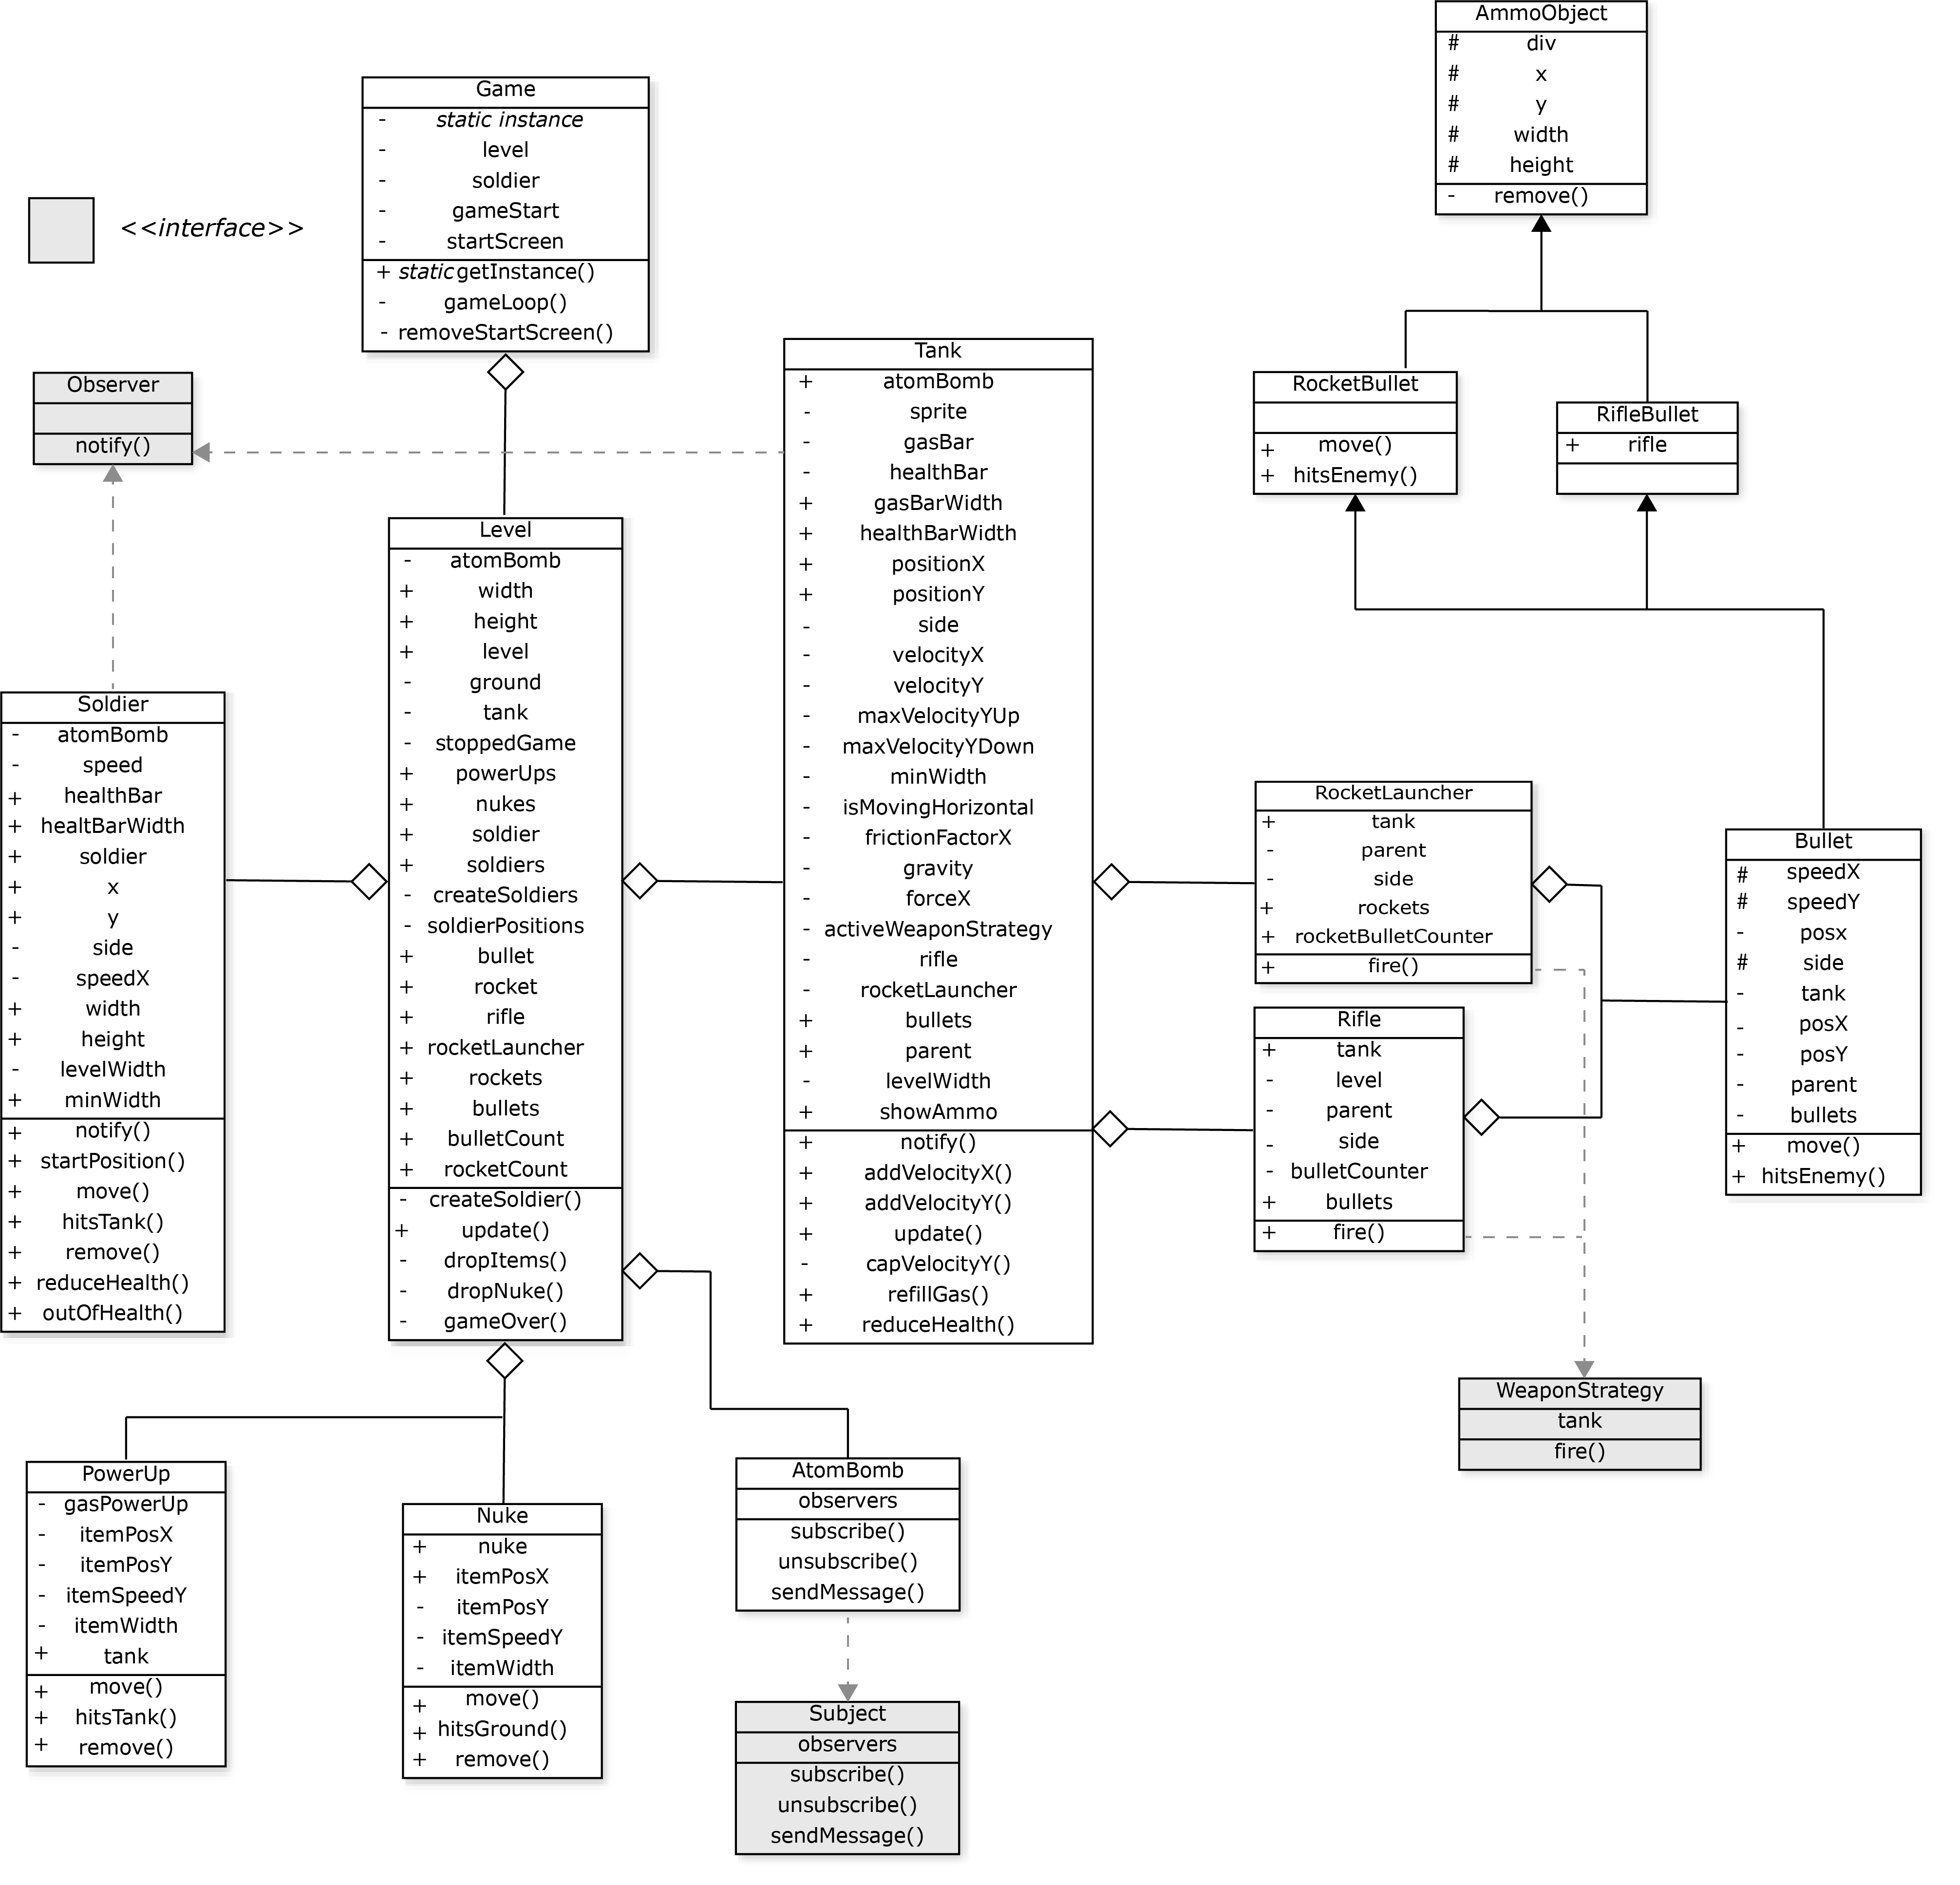 AmmoObject
# div
# x
# y
# width
# height
- remove()
Game
- static instance
- level
- soldier
- gameStart
- startScreen
+ static getInstance()
- gameLoop()
- removeStartScreen()
<<interface>>
Observer
notify()
Tank
+ atomBomb
- sprite
- gasBar
- healthBar
+ gasBarWidth
+ healthBarWidth
+ positionX
+ positionY
- side
- velocityX
- velocityY
- maxVelocityYUp
- maxVelocityYDown
- minWidth
- isMovingHorizontal
- frictionFactorX
- gravity
- forceX
- activeWeaponStrategy
- rifle
- rocketLauncher
+ bullets
+ parent
- levelWidth
+ showAmmo
+ notify()
+ addVelocityX()
+ addVelocityY()
+ update()
- capVelocityY()
+ refillGas()
+ reduceHealth()
RocketBullet
+ move()
+ hitsEnemy()
RifleBullet
+ rifle
Level
- atomBomb
+ width
+ height
+ level
- ground
- tank
- stoppedGame
+ powerUps
+ nukes
+ soldier
+ soldiers
- createSoldiers
- soldierPositions
+ bullet
+ rocket
+ rifle
+ rocketLauncher
+ rockets
+ bullets
+ bulletCount
+ rocketCount
- createSoldier()
+ update()
- dropItems()
- dropNuke()
- gameOver()
Soldier
- atomBomb
- speed
+ healthBar
+ healtBarWidth
+ soldier
+ x
+ y
- side
- speedX
+ width
+ height
- levelWidth
+ minWidth
+ notify()
+ startPosition()
+ move()
+ hitsTank()
+ remove()
+ reduceHealth()
+ outOfHealth()
RocketLauncher
+ tank
- parent
- side
+ rockets
+ rocketBulletCounter
+ fire()
Bullet
# speedX
# speedY
- posx
# side
- tank
- posX
- posY
- parent
- bullets
+ move()
+ hitsEnemy()
Rifle
+ tank
- level
- parent
- side
- bulletCounter
+ bullets
+ fire()
WeaponStrategy
tank
fire()
PowerUp
- gasPowerUp
- itemPosX
- itemPosY
- itemSpeedY
- itemWidth
+ tank
+ move()
+ hitsTank()
+ remove()
Nuke
+ nuke
+ itemPosX
- itemPosY
- itemSpeedY
- itemWidth
+ move()
+ hitsGround()
+ remove()
AtomBomb
observers
subscribe()
unsubscribe()
sendMessage()
Subject
observers
subscribe()
unsubscribe()
sendMessage()